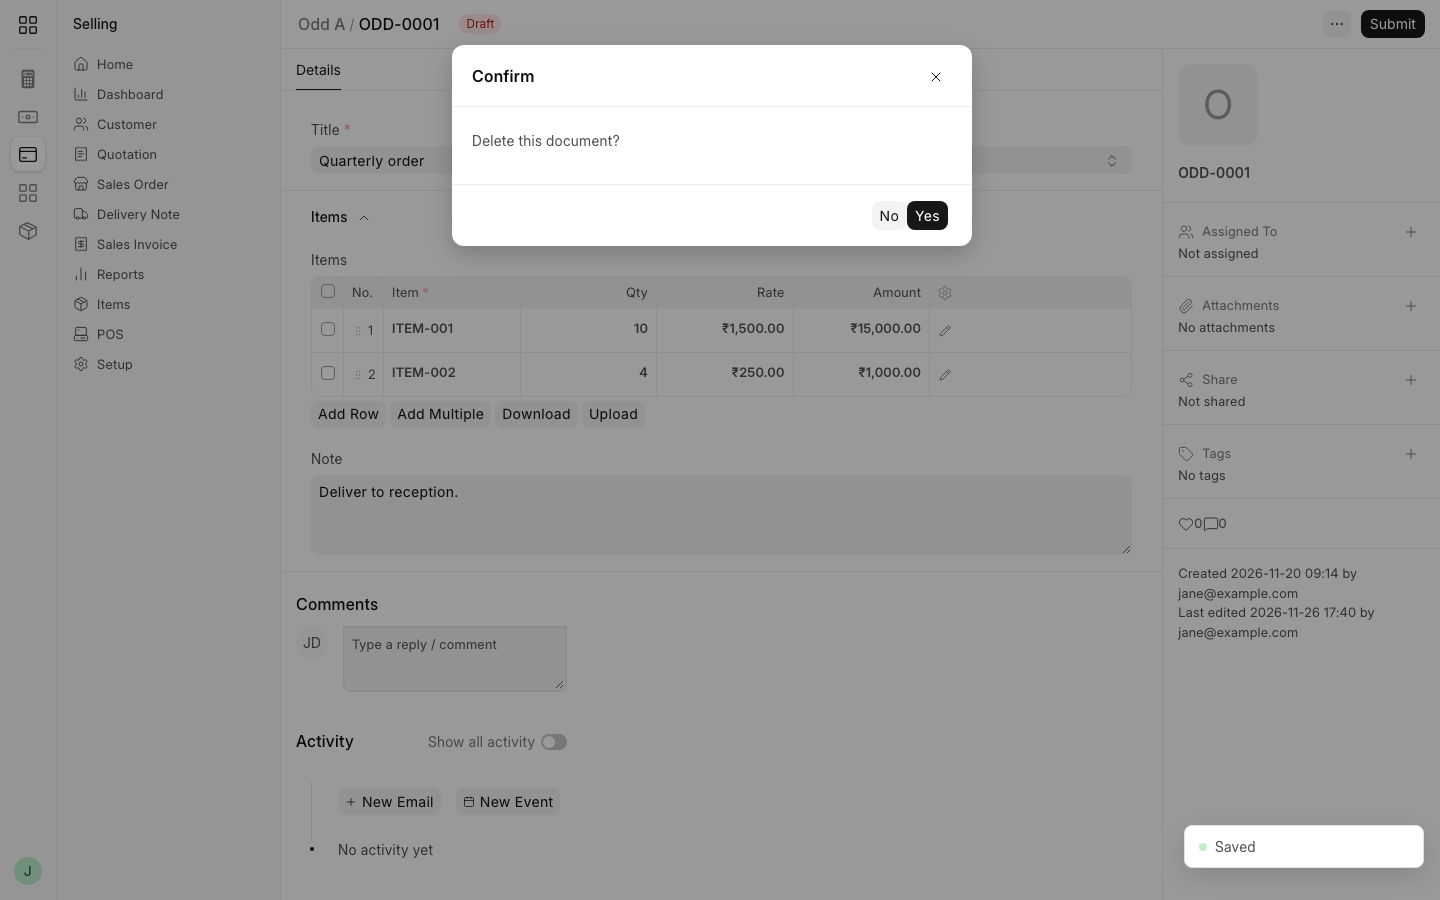 Selling
Home
Dashboard
Customer
Quotation
Sales Order
Delivery Note
Sales Invoice
Reports
Items
POS
Setup
J
Odd A / ODD-0001 Draft
··· Submit
Details
Title *
Quarterly order
Confirm
Delete this document?
No Yes
Items
Items
No. Item * Qty Rate Amount
1 ITEM-001 10 ₹1,500.00 ₹15,000.00
2 ITEM-002 4 ₹250.00 ₹1,000.00
Add Row Add Multiple Download Upload
Note
Deliver to reception.
Comments
JD Type a reply / comment
Activity Show all activity
New Email New Event
No activity yet
O
ODD-0001
Assigned To
Not assigned
Attachments
No attachments
Share
Not shared
Tags
No tags
0 0
Created 2026-11-20 09:14 by
jane@example.com
Last edited 2026-11-26 17:40 by
jane@example.com
Saved